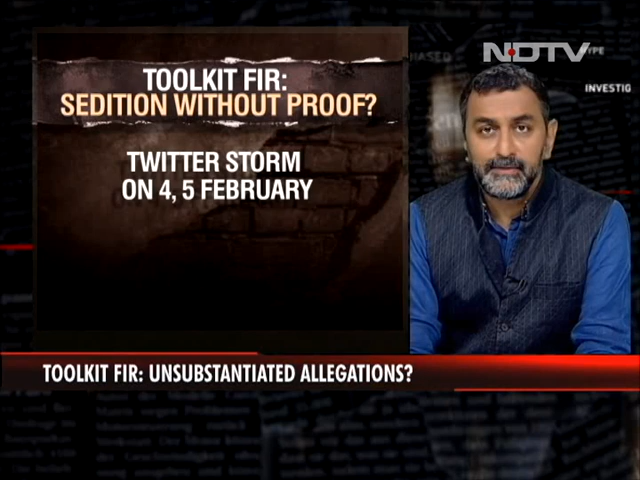 NDTV
TOOLKIT FIR:
SEDITION WITHOUT PROOF?
TWITTER STORM
ON 4, 5 FEBRUARY
INVESTIG
TOOLKIT FIR: UNSUBSTANTIATED ALLEGATIONS?